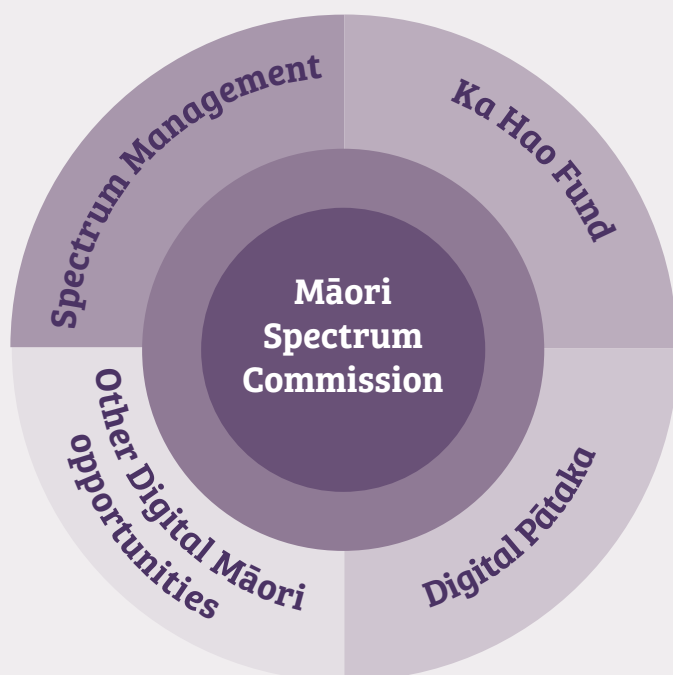 Spectrum Management
Ka Hao Fund
Māori
Spectrum
Commission
Other Digital Māori
opportunities
Digital Pātaka